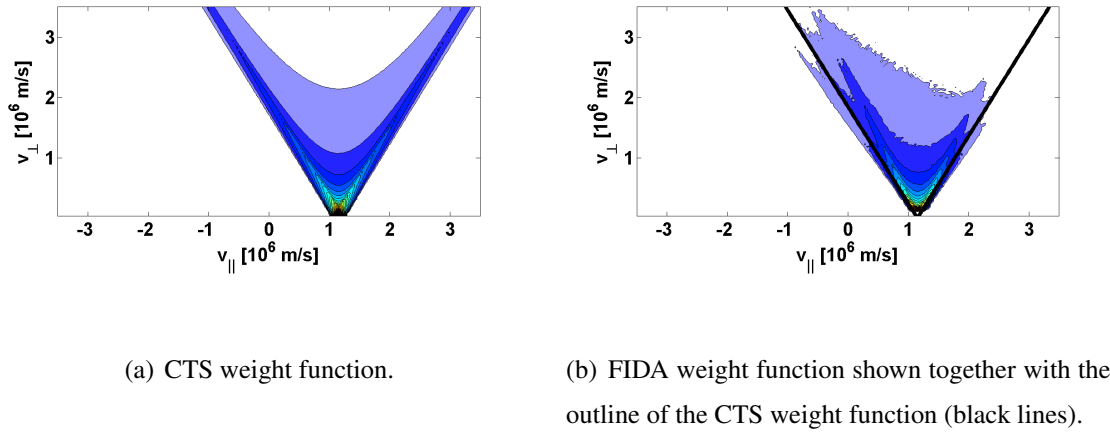 3
2
1
v⊥ [10⁶ m/s]
-3 -2 -1 0 1 2 3
v|| [10⁶ m/s]
(a) CTS weight function.
3
2
1
v⊥ [10⁶ m/s]
-3 -2 -1 0 1 2 3
v|| [10⁶ m/s]
(b) FIDA weight function shown together with the
outline of the CTS weight function (black lines).